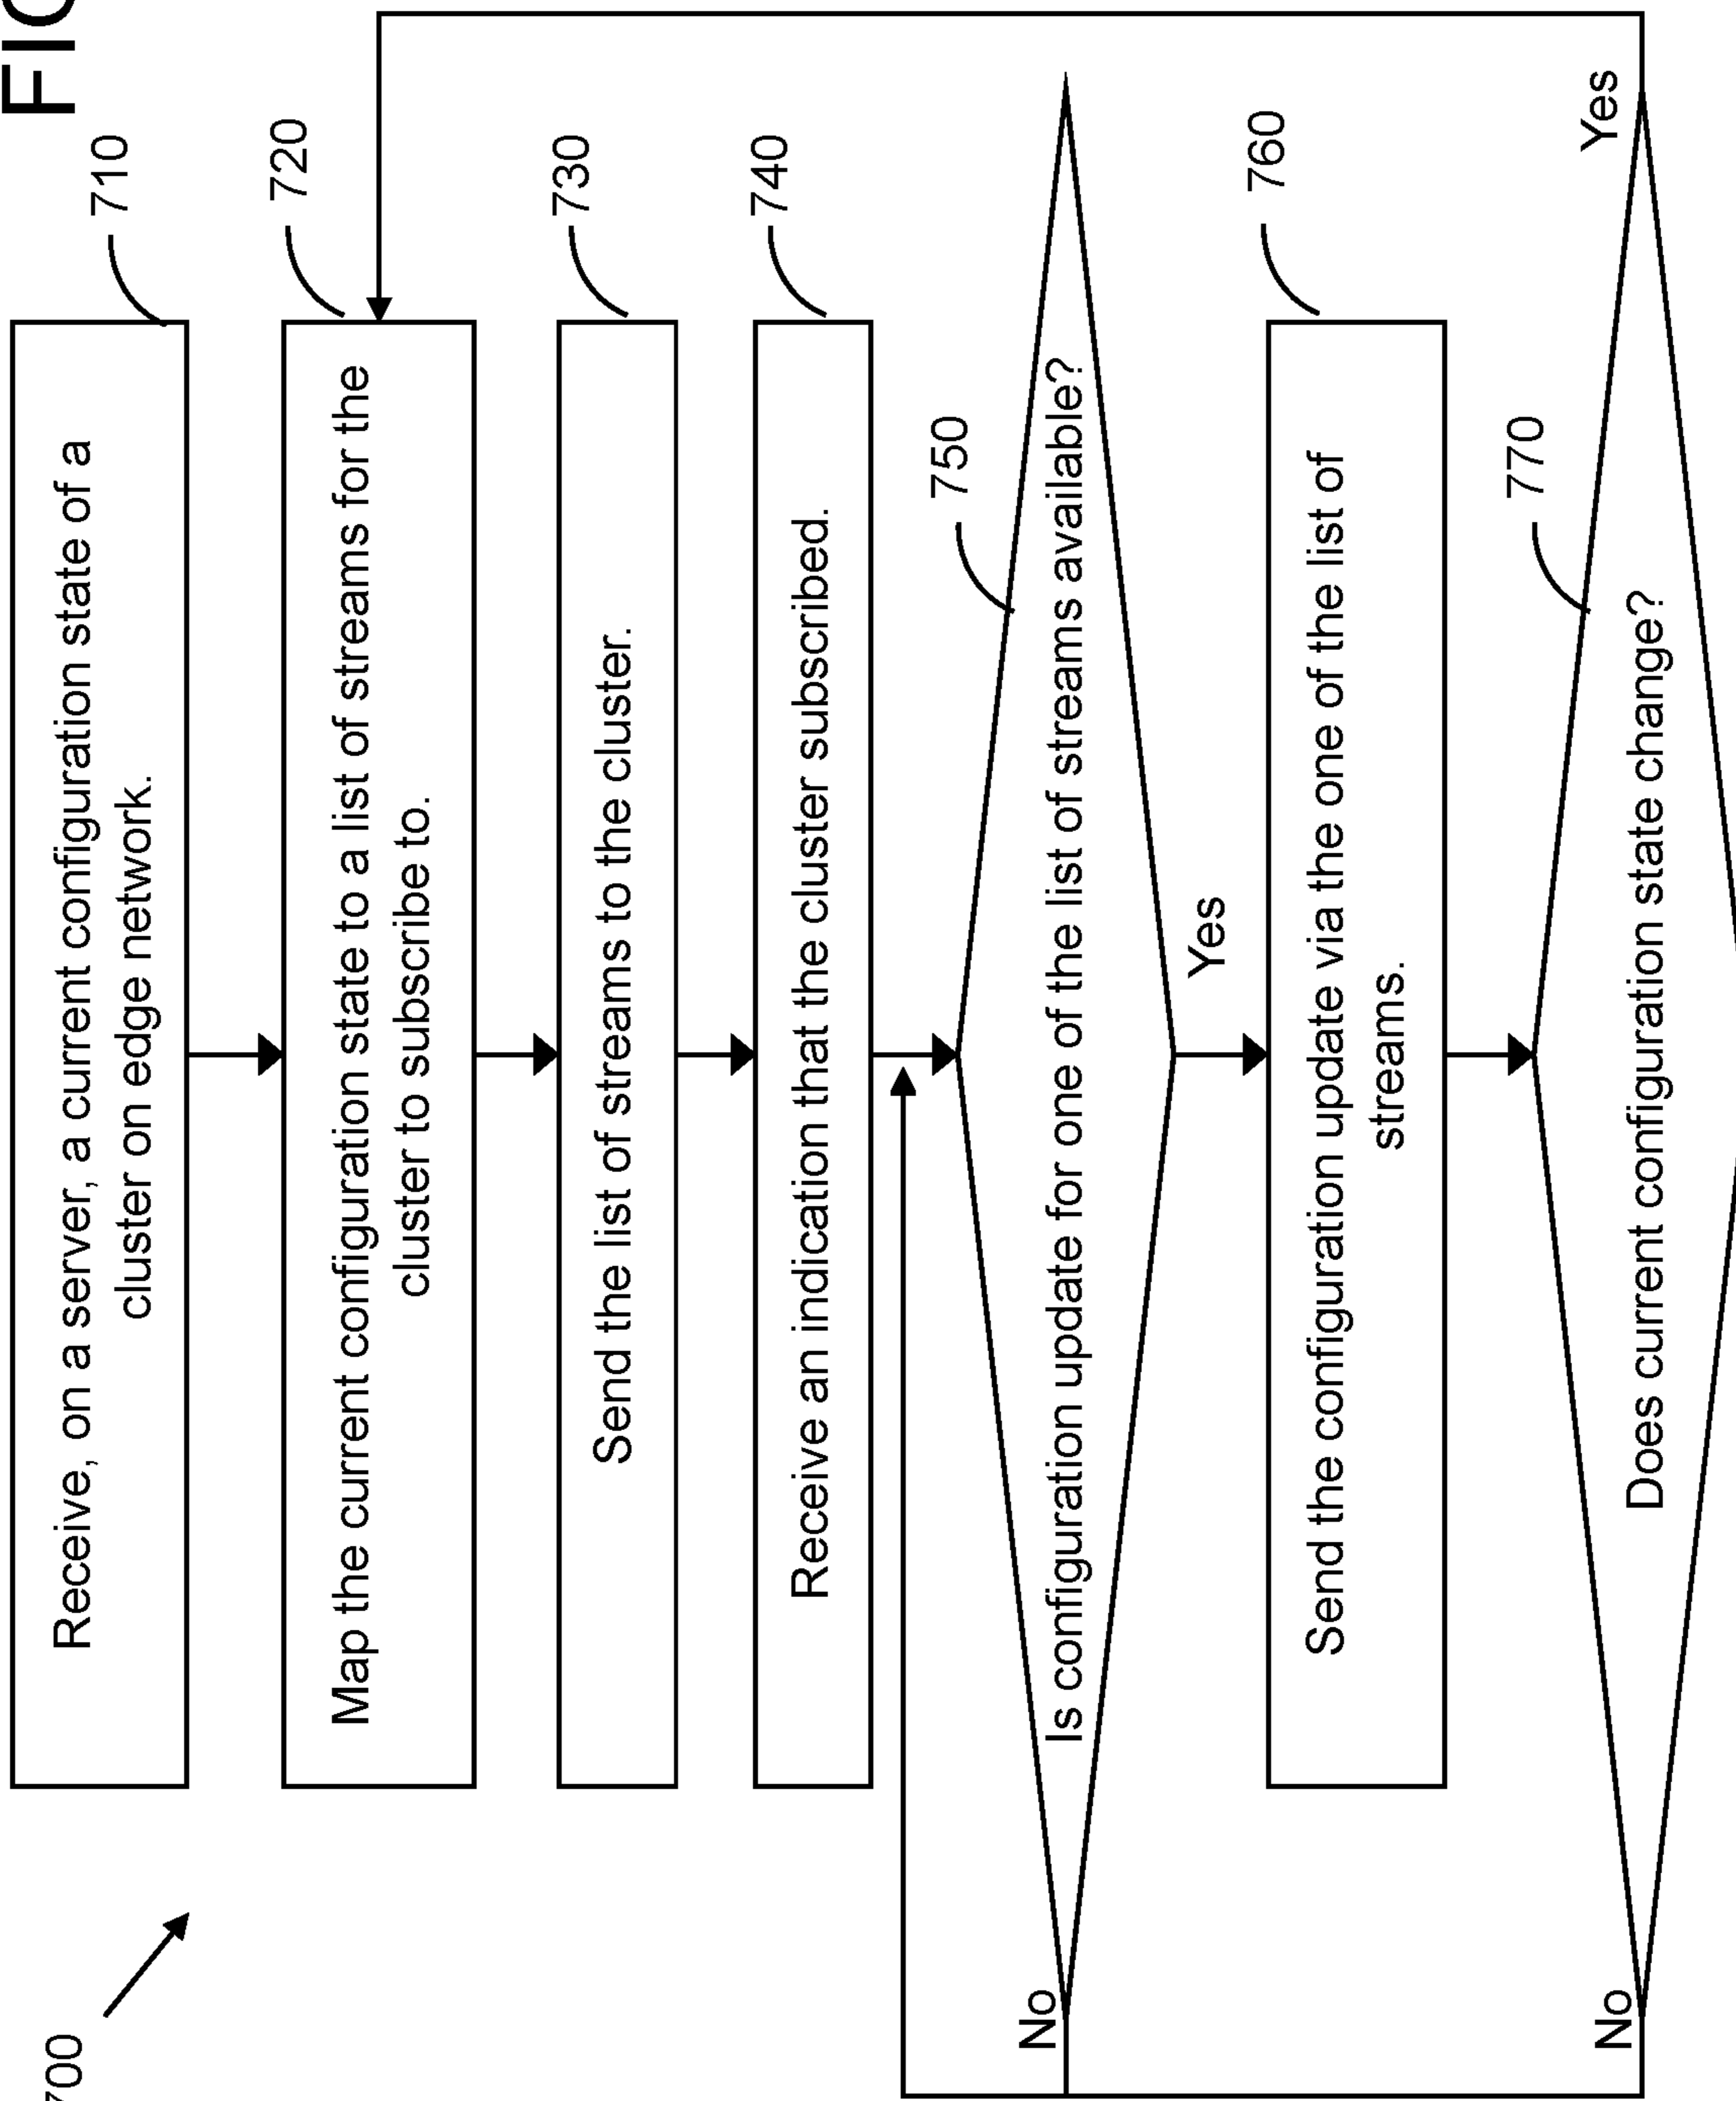 FIG
700
710
Receive, on a server, a current configuration state of a
cluster on edge network.
720
Map the current configuration state to a list of streams for the
cluster to subscribe to.
730
Send the list of streams to the cluster.
740
Receive an indication that the cluster subscribed.
750
Is configuration update for one of the list of streams available?
No
Yes
760
Send the configuration update via the one of the list of
streams.
770
Does current configuration state change?
No
Yes